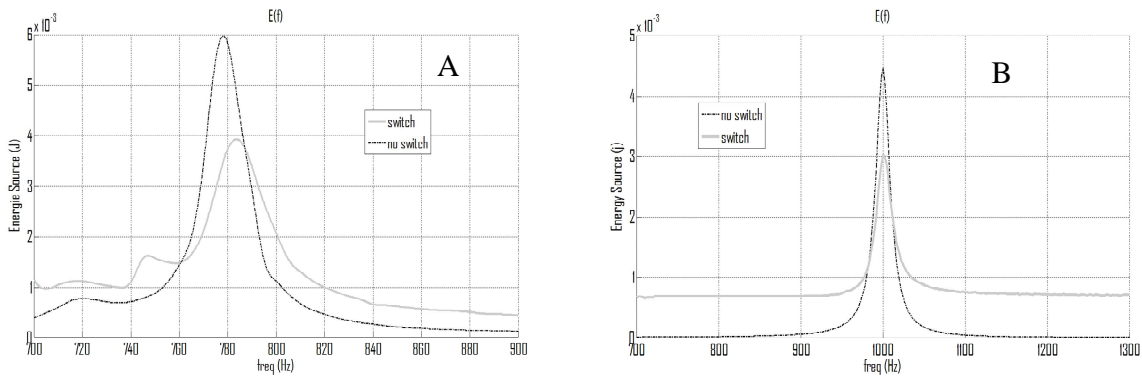 E(f)
x 10⁻³
6
5
4
3
2
1
0
700 720 740 760 780 800 820 840 860 880 900
freq (Hz)
Energie Source (J)
A
switch
no switch
E(f)
x 10⁻³
5
4
3
2
1
0
700 800 900 1000 1100 1200 1300
freq (Hz)
Energy Source (j)
B
no switch
switch